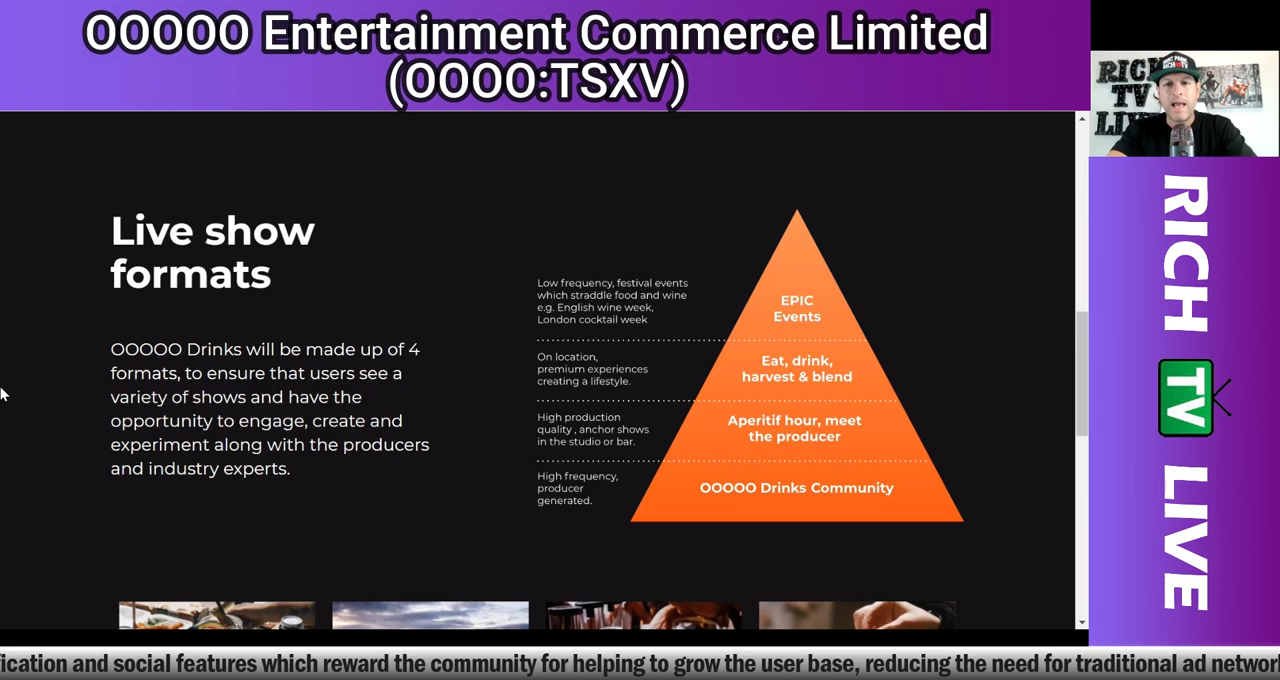 OOOOO Entertainment Commerce Limited
(OOOO:TSXV)
RICH
TV
LIV
RICH TV LIVE
Live show
formats
OOOOO Drinks will be made up of 4
formats, to ensure that users see a
variety of shows and have the
opportunity to engage, create and
experiment along with the producers
and industry experts.
Low frequency, festival events
which straddle food and wine
e.g. English wine week,
London cocktail week
EPIC
Events
On location,
premium experiences
creating a lifestyle.
Eat, drink,
harvest & blend
High production
quality , anchor shows
in the studio or bar.
Aperitif hour, meet
the producer
High frequency,
producer
generated.
OOOOO Drinks Community
and social features which reward the community for helping to grow the user base, reducing the need for traditional ad